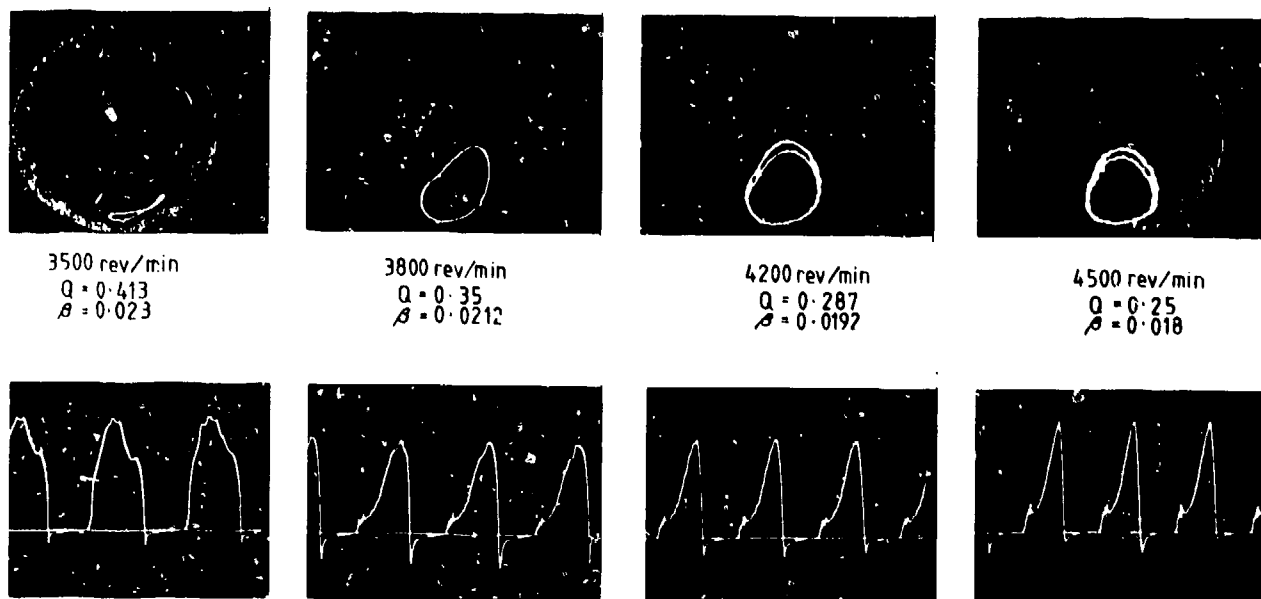 3500 rev/min
Q = 0·413
β = 0·023
3800 rev/min
Q = 0·35
β = 0·0212
4200 rev/min
Q = 0·287
β = 0·0192
4500 rev/min
Q = 0·25
β = 0·018